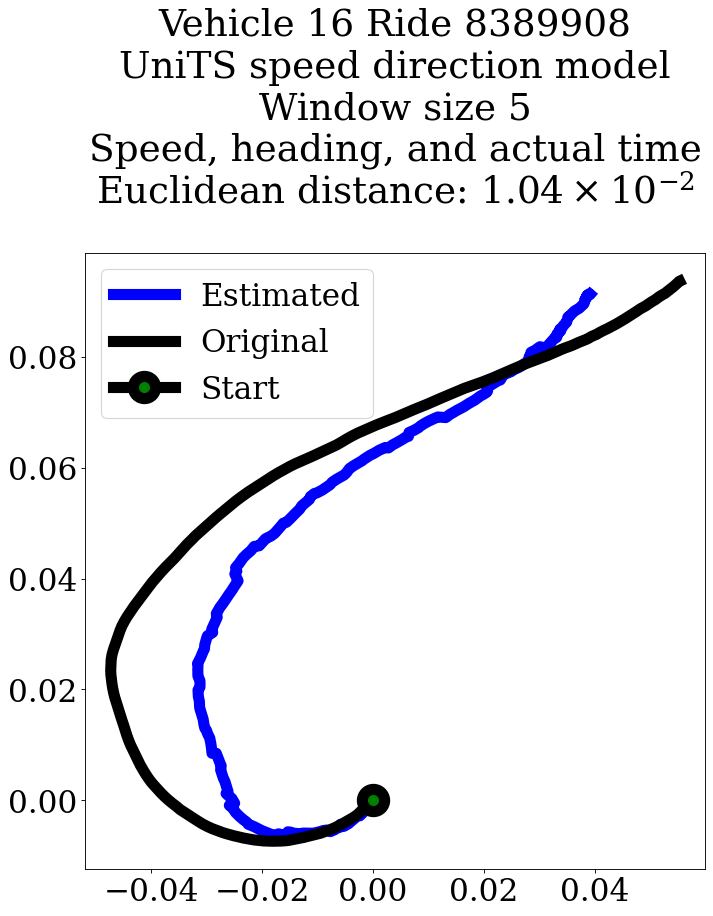 Vehicle 16 Ride 8389908
UniTS speed direction model
Window size 5
Speed, heading, and actual time
Euclidean distance: 1.04 × 10⁻²
Estimated
Original
Start
0.08
0.06
0.04
0.02
0.00
−0.04 −0.02 0.00 0.02 0.04